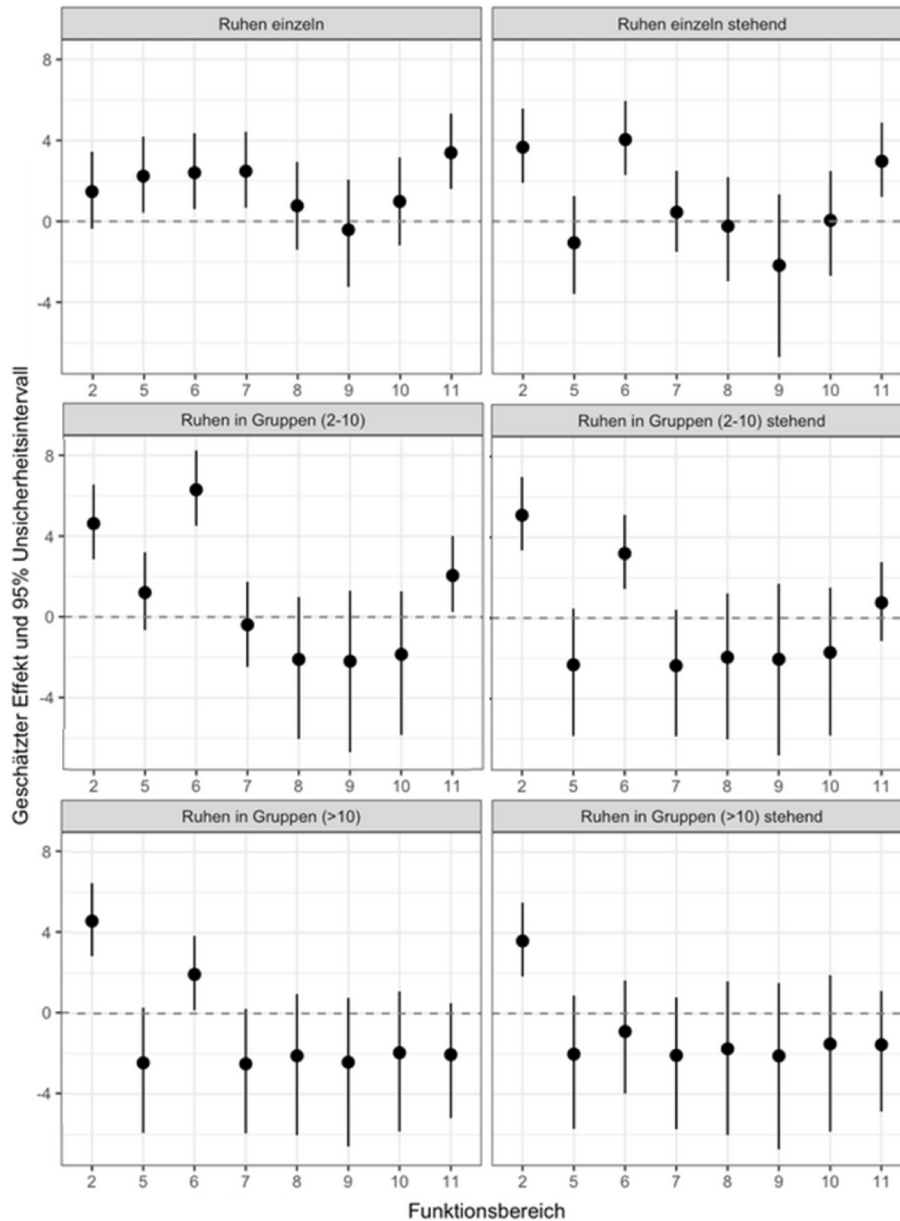 Ruhen einzeln
Ruhen einzeln stehend
8
4
0
-4
2 5 6 7 8 9 10 11
2 5 6 7 8 9 10 11
Ruhen in Gruppen (2-10)
Ruhen in Gruppen (2-10) stehend
8
4
0
-4
2 5 6 7 8 9 10 11
2 5 6 7 8 9 10 11
Ruhen in Gruppen (>10)
Ruhen in Gruppen (>10) stehend
8
4
0
-4
2 5 6 7 8 9 10 11
2 5 6 7 8 9 10 11
Geschätzter Effekt und 95% Unsicherheitsintervall
Funktionsbereich